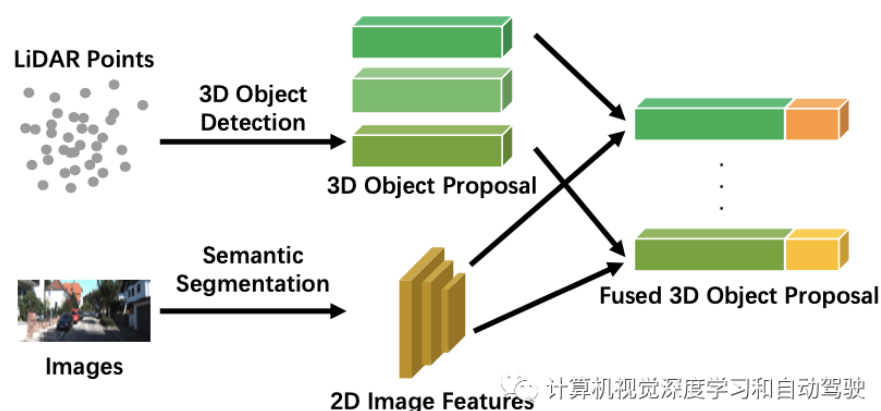 LiDAR Points
3D Object
Detection
3D Object Proposal
Semantic
Segmentation
Images
2D Image Features
Fused 3D Object Proposal
计算机视觉深度学习和自动驾驶